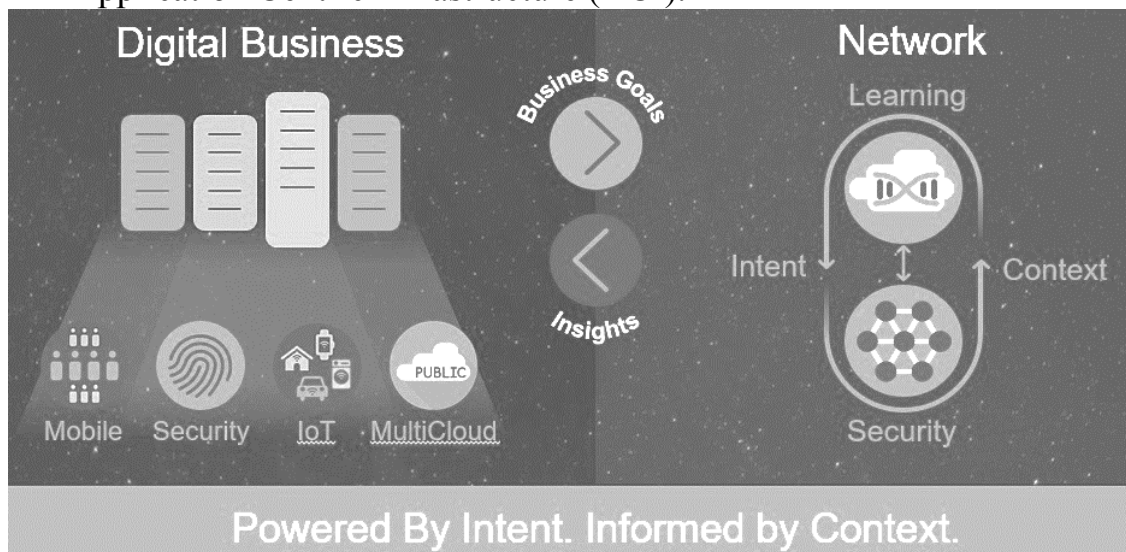 Digital Business
Network
Business Goals
Learning
Intent
Context
Insights
PUBLIC
Mobile
Security
IoT
MultiCloud
Security
Powered By Intent. Informed by Context.